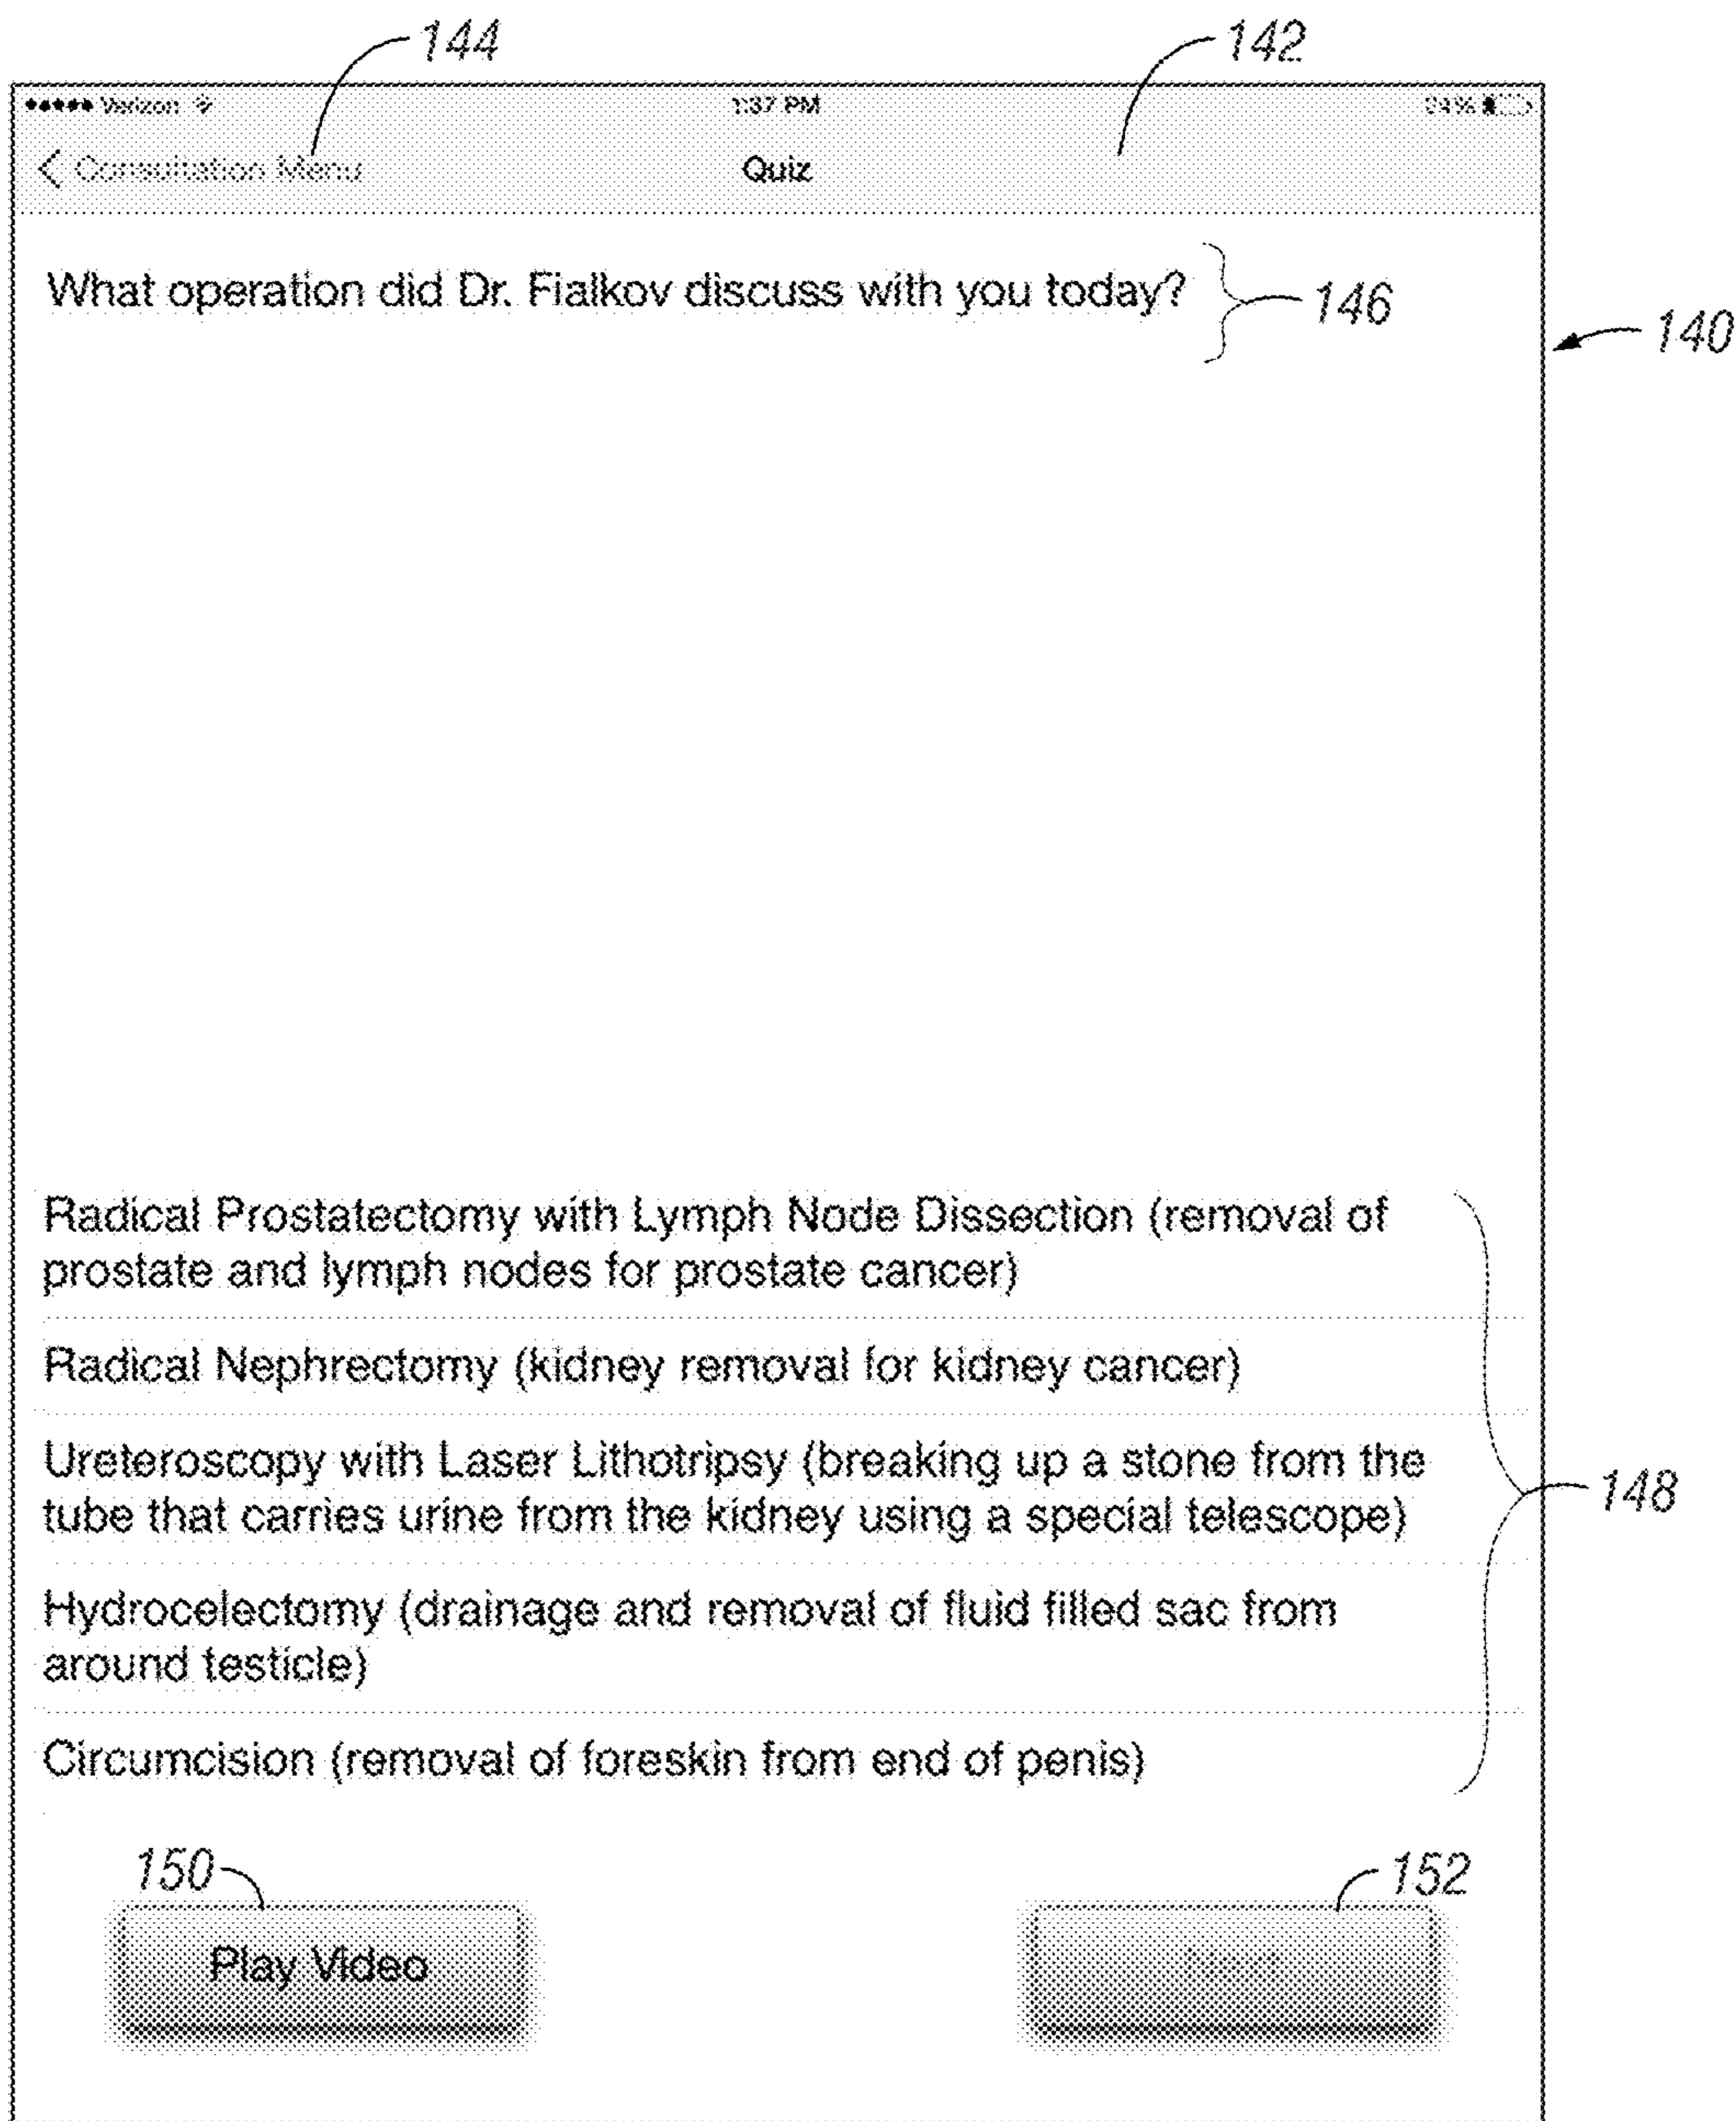 144
142
Verizon
1:37 PM
24%
Consultation Menu
Quiz
What operation did Dr. Fialkov discuss with you today?
146
140
Radical Prostatectomy with Lymph Node Dissection (removal of
prostate and lymph nodes for prostate cancer)
Radical Nephrectomy (kidney removal for kidney cancer)
Ureteroscopy with Laser Lithotripsy (breaking up a stone from the
tube that carries urine from the kidney using a special telescope)
148
Hydrocelectomy (drainage and removal of fluid filled sac from
around testicle)
Circumcision (removal of foreskin from end of penis)
150
152
Play Video
Next